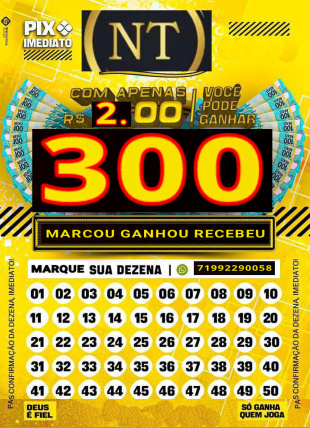 PIX
IMEDIATO
NT
COM APENAS
R$ 2.00
VOCÊ
PODE
GANHAR
300
MARCOU GANHOU RECEBEU
MARQUE SUA DEZENA | 71992290058
01 02 03 04 05 06 07 08 09 10
11 12 13 14 15 16 17 18 19 20
21 22 23 24 25 26 27 28 29 30
31 32 33 34 35 36 37 38 39 40
41 42 43 44 45 46 47 48 49 50
PAS CONFIRMAÇÃO DA DEZENA, IMEDIATO!
PAS CONFIRMAÇÃO DA DEZENA, IMEDIATO!
DEUS
É FIEL
SÓ GANHA
QUEM JOGA